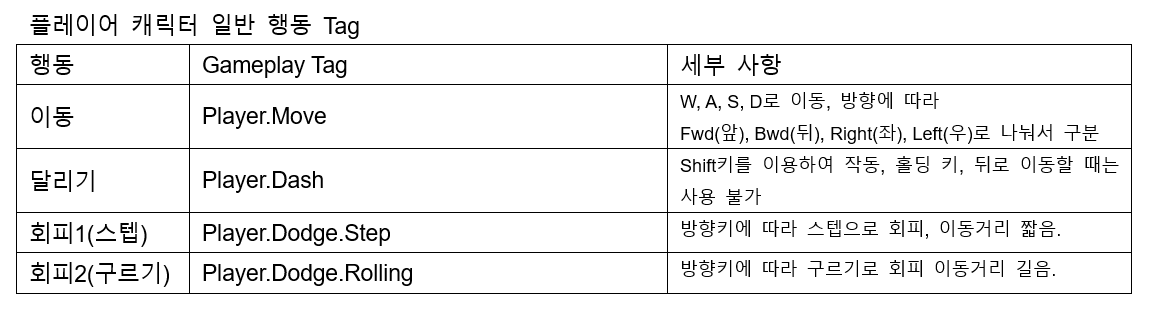 플레이어 캐릭터 일반 행동 Tag
행동 Gameplay Tag 세부 사항
이동 Player.Move W, A, S, D로 이동, 방향에 따라
Fwd(앞), Bwd(뒤), Right(좌), Left(우)로 나눠서 구분
달리기 Player.Dash Shift키를 이용하여 작동, 홀딩 키, 뒤로 이동할 때는
사용 불가
회피1(스텝) Player.Dodge.Step 방향키에 따라 스텝으로 회피, 이동거리 짧음.
회피2(구르기) Player.Dodge.Rolling 방향키에 따라 구르기로 회피 이동거리 길음.